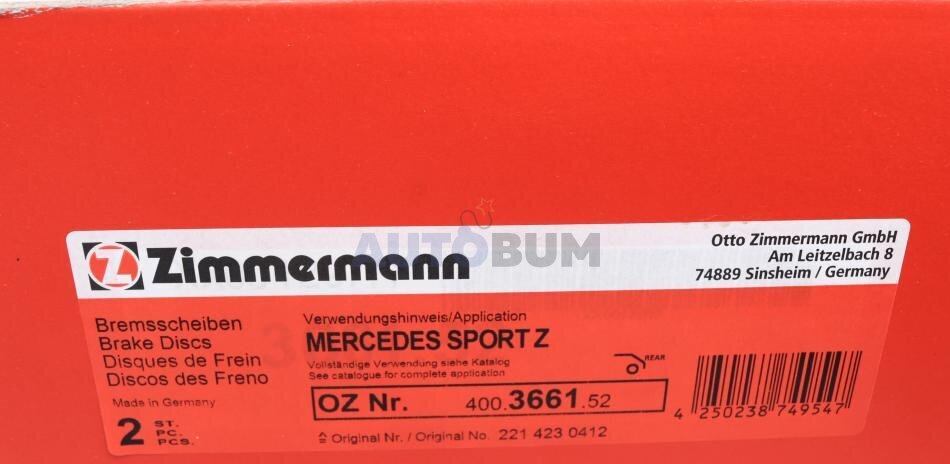 Zimmermann
AUTOBUM
Otto Zimmermann GmbH
Am Leitzelbach 8
74889 Sinsheim / Germany
Bremsscheiben
Brake Discs
Disques de Frein
Discos des Freno
Made in Germany
2 ST.
PC.
PCS.
Verwendungshinweis/Application
MERCEDES SPORT Z
Vollständige Verwendung siehe Katalog
See catalogue for complete application
REAR
OZ Nr. 400.3661.52
≙ Original Nr. / Original No. 221 423 0412
4 250238 749547